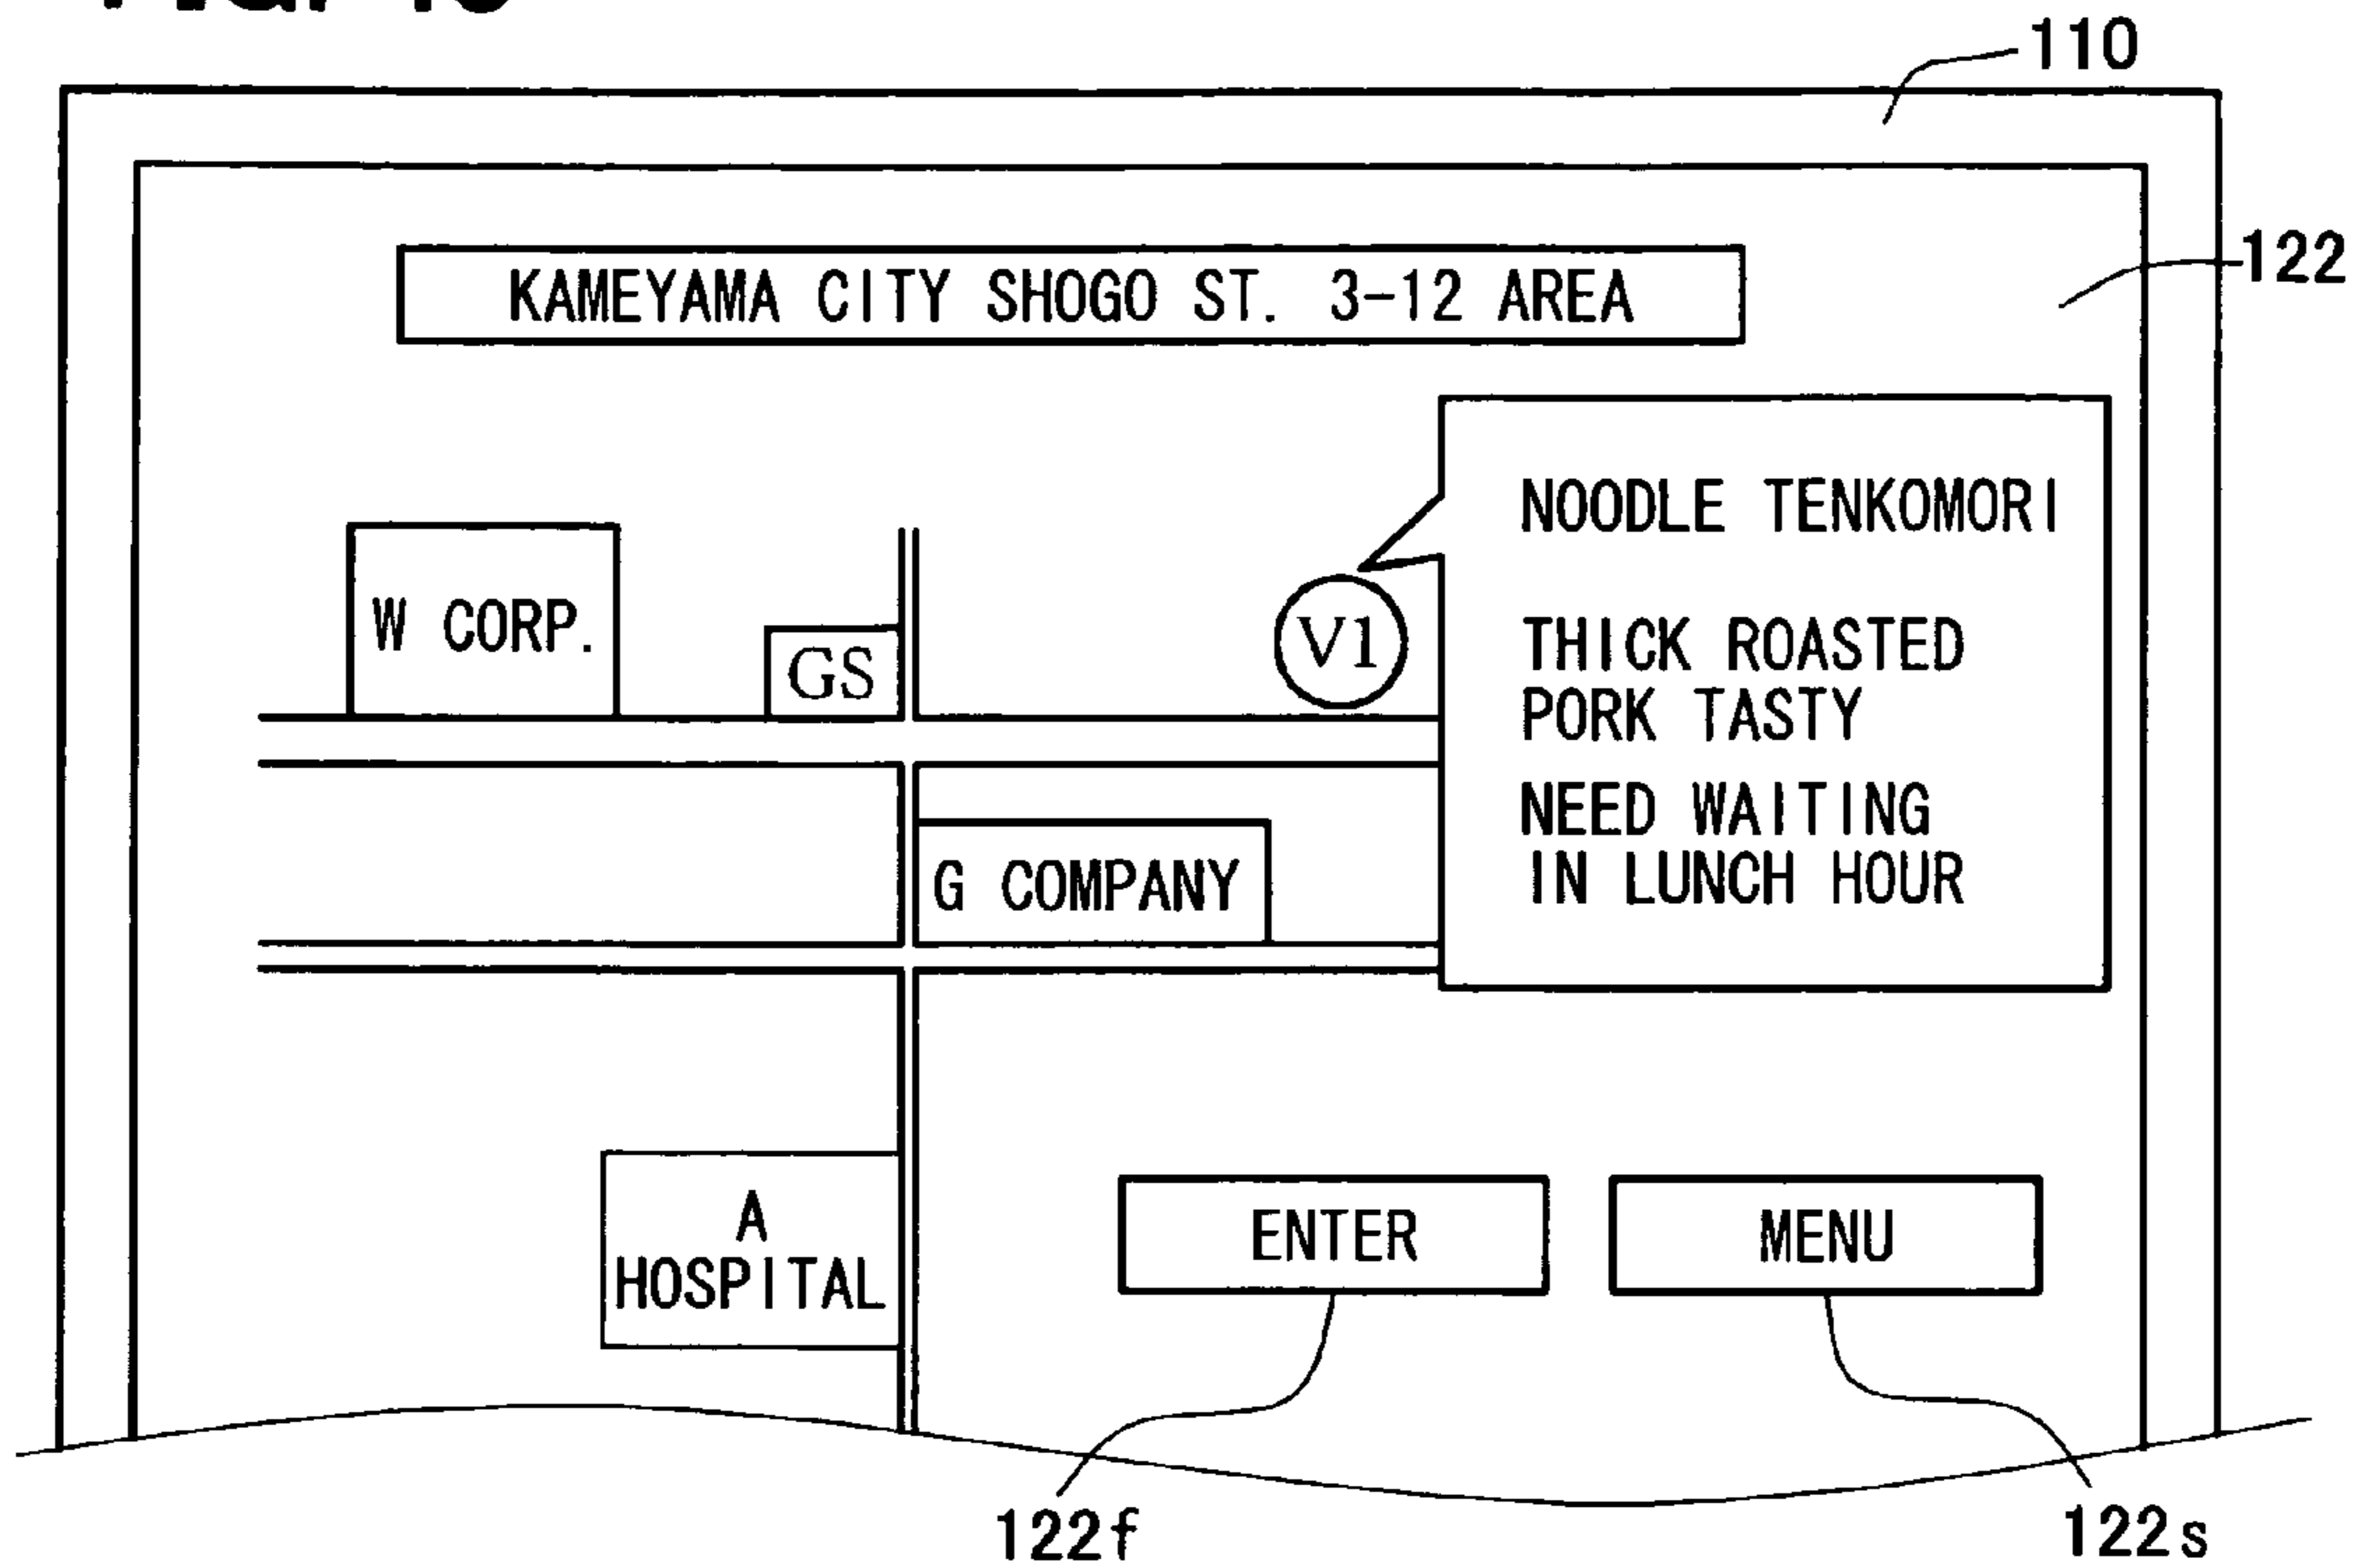 110
122
KAMEYAMA CITY SHOGO ST. 3-12 AREA
NOODLE TENKOMORI
W CORP.
GS
V1
THICK ROASTED
PORK TASTY
NEED WAITING
IN LUNCH HOUR
G COMPANY
A
HOSPITAL
ENTER
MENU
122f
122s